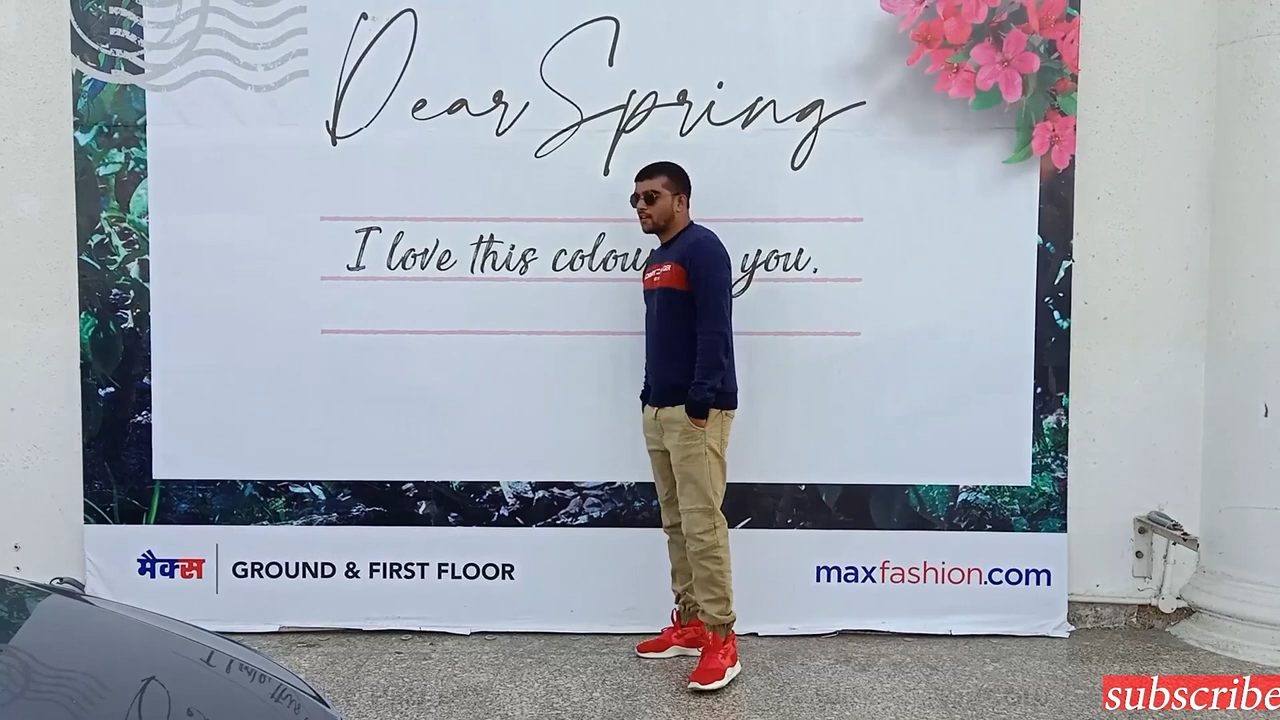 Dear Spring
I love this colou you.
मैक्स GROUND & FIRST FLOOR
maxfashion.com
subscribe